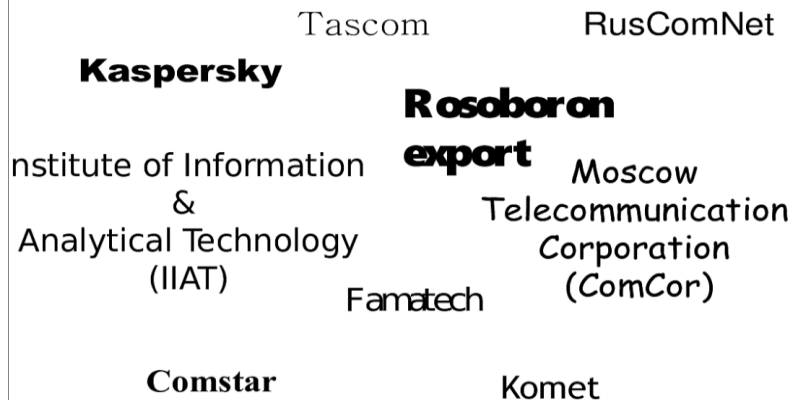 Tascom
RusComNet
Kaspersky
Rosoboron
export
nstitute of Information
&
Analytical Technology
(IIAT)
Moscow
Telecommunication
Corporation
(ComCor)
Famatech
Comstar
Komet